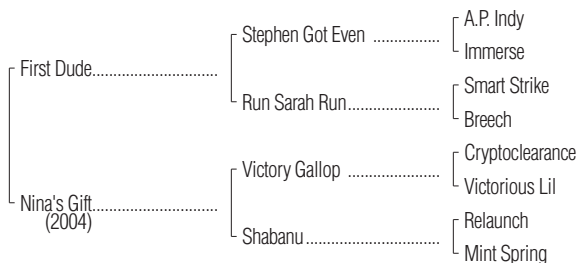 A.P. Indy
Stephen Got Even ................
Immerse
First Dude..............................
Smart Strike
Run Sarah Run......................
Breech
Cryptoclearance
Victory Gallop ......................
Victorious Lil
Nina's Gift..............................
(2004)
Relaunch
Shabanu................................
Mint Spring